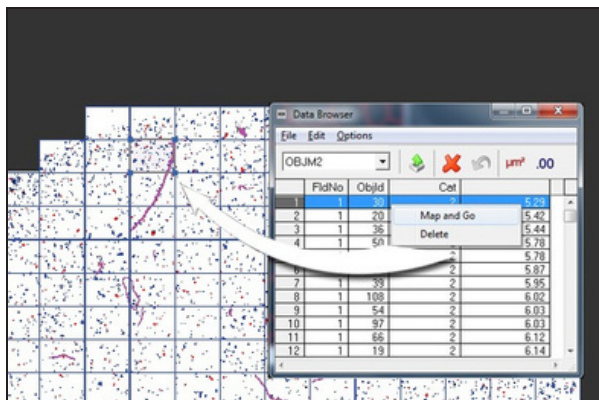 Data Browser
File Edit Options
OBJM2 µm² .00
FldNo ObjId Cat
1 1 30 2 5.29
2 1 20 5.42
3 1 36 5.44
4 1 50 5.78
2 5.78
2 5.87
7 1 39 2 5.95
8 1 108 2 6.02
9 1 54 2 6.03
10 1 97 2 6.03
11 1 66 2 6.12
12 1 19 2 6.14
Map and Go
Delete